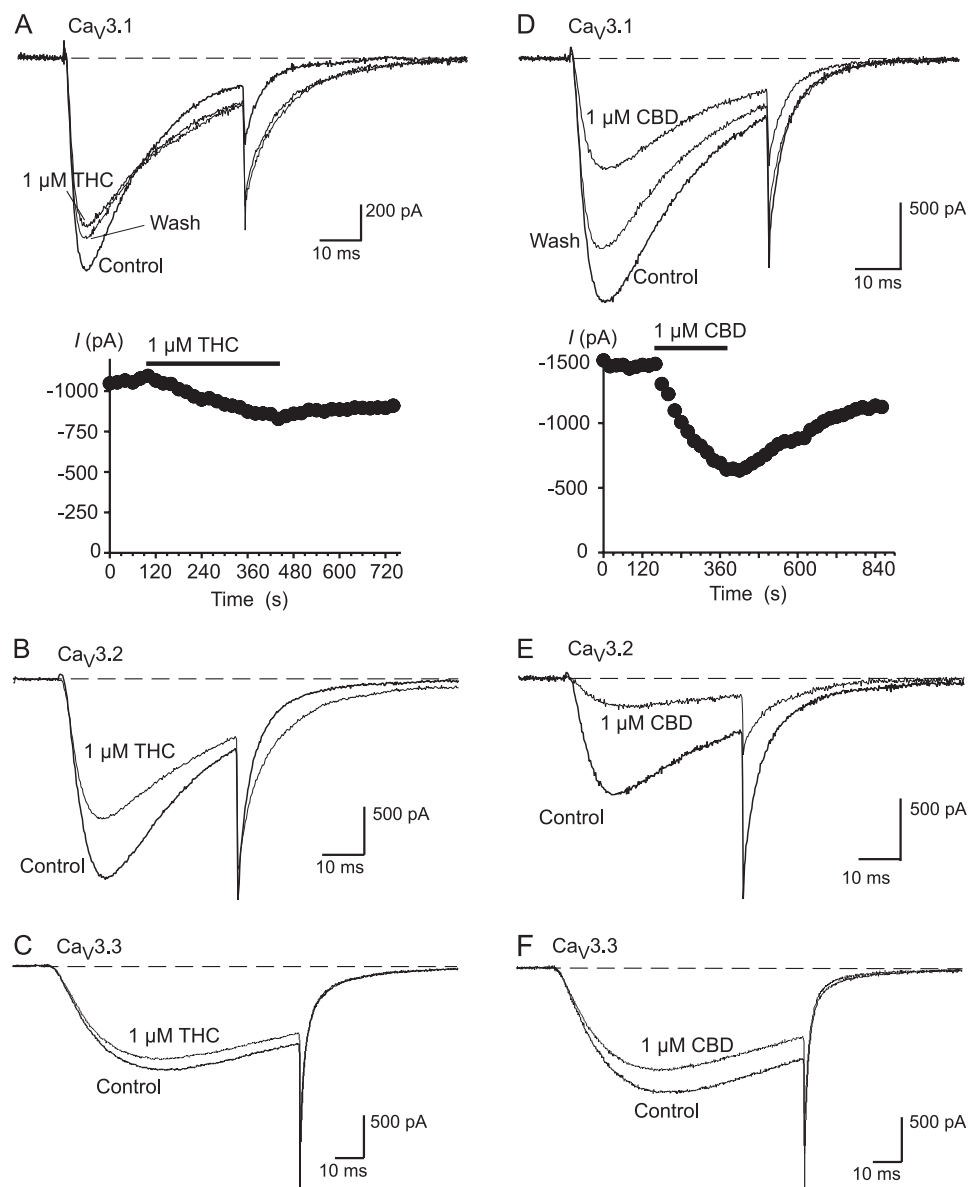 A
CaV3.1
1 µM THC
Wash
Control
200 pA
10 ms
I (pA)
1 µM THC
-1000
-750
-500
-250
0
0 120 240 360 480 600 720
Time (s)
B
CaV3.2
1 µM THC
Control
500 pA
10 ms
C
CaV3.3
1 µM THC
Control
500 pA
10 ms
D
CaV3.1
1 µM CBD
Wash
Control
500 pA
10 ms
I (pA)
1 µM CBD
-1500
-1000
-500
0
0 120 360 600 840
Time (s)
E
CaV3.2
1 µM CBD
Control
500 pA
10 ms
F
CaV3.3
1 µM CBD
Control
500 pA
10 ms